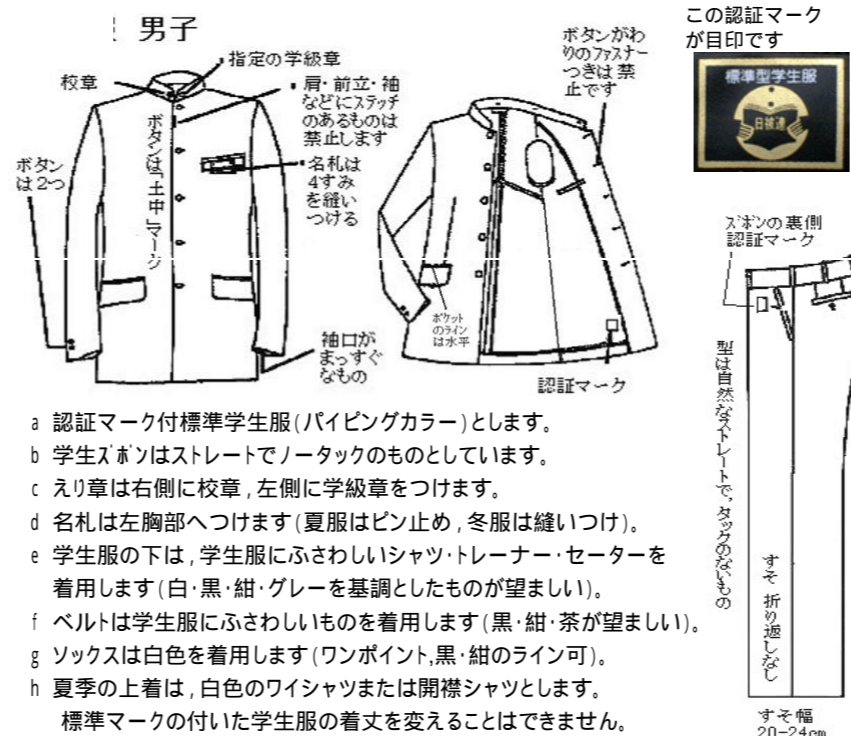 男子
この認証マーク
が目印です
標準型学生服
日被連
指定の学級章
校章
肩・前立・袖
などにステッチ
のあるものは
禁止します
ボタンがわ
りのファスナー
つきは禁
止です
ボタン
は2つ
ボタンは「土中」マーク
名札は
4すみ
を縫い
つける
ポケット
のライン
は水平
袖口が
まっすぐ
なもの
認証マーク
ズボンの裏側
認証マーク
型は自然なストレートで,タックのないもの
すそ 折り返しなし
すそ幅
20-24cm
a 認証マーク付標準学生服(パイピングカラー)とします。
b 学生ズボンはストレートでノータックのものとしています。
c えり章は右側に校章,左側に学級章をつけます。
d 名札は左胸部へつけます(夏服はピン止め,冬服は縫いつけ)。
e 学生服の下は,学生服にふさわしいシャツ・トレーナー・セーターを
着用します(白・黒・紺・グレーを基調としたものが望ましい)。
f ベルトは学生服にふさわしいものを着用します(黒・紺・茶が望ましい)。
g ソックスは白色を着用します(ワンポイント,黒・紺のライン可)。
h 夏季の上着は,白色のワイシャツまたは開襟シャツとします。
標準マークの付いた学生服の着丈を変えることはできません。